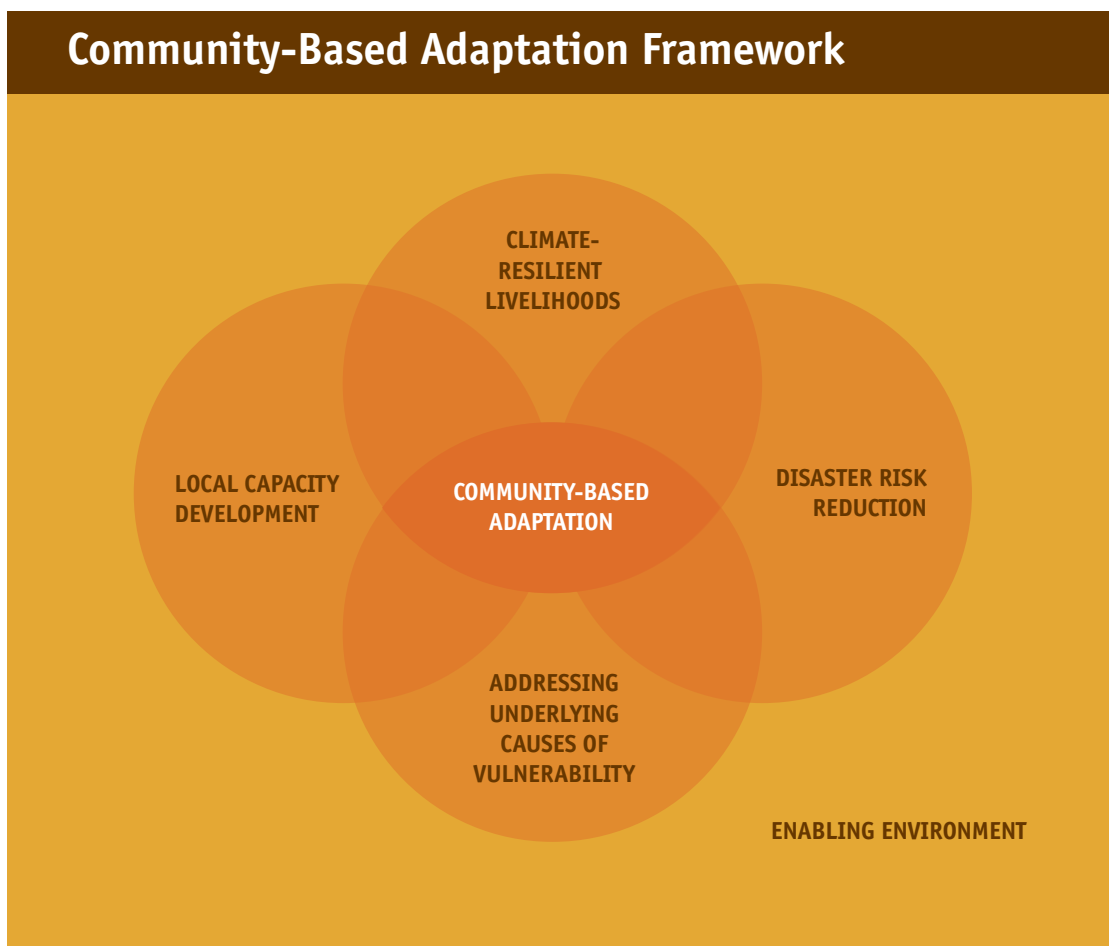 Community-Based Adaptation Framework
CLIMATE-
RESILIENT
LIVELIHOODS
LOCAL CAPACITY
DEVELOPMENT
COMMUNITY-BASED
ADAPTATION
DISASTER RISK
REDUCTION
ADDRESSING
UNDERLYING
CAUSES OF
VULNERABILITY
ENABLING ENVIRONMENT